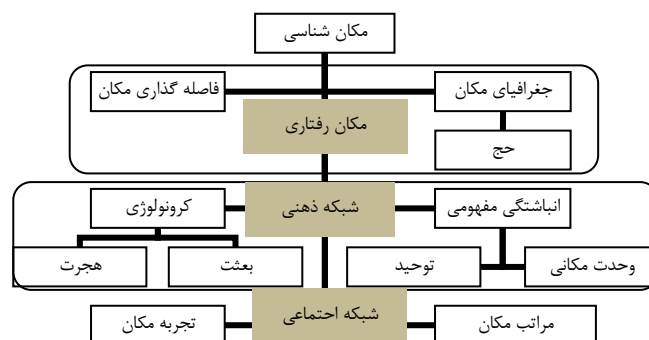 مکان شناسی
جغرافیای مکان
فاصله گذاری مکان
مکان رفتاری
حج
انباشتگی مفهومی
شبکه ذهنی
کرونولوژی
وحدت مکانی
توحید
بعثت
هجرت
مراتب مکان
شبکه احتماعی
تجربه مکان